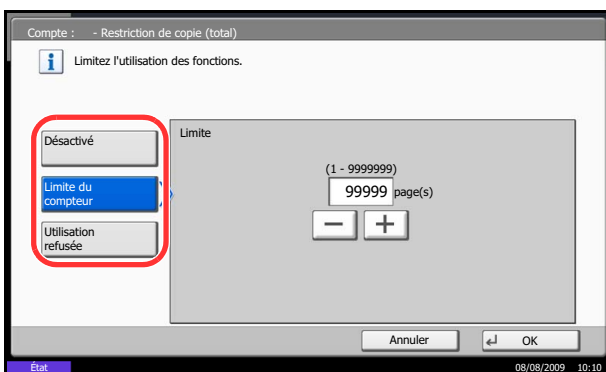 Compte : - Restriction de copie (total)
Limitez l'utilisation des fonctions.
Désactivé
Limite du
compteur
Utilisation
refusée
Limite
(1 - 9999999)
99999 page(s)
Annuler
OK
État
08/08/2009 10:10